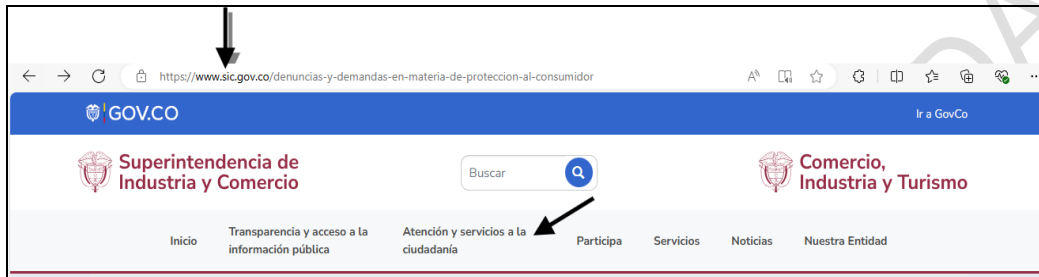 https://www.sic.gov.co/denuncias-y-demandas-en-materia-de-proteccion-al-consumidor
GOV.CO
Ir a GovCo
Superintendencia de
Industria y Comercio
Buscar
Comercio,
Industria y Turismo
Inicio
Transparencia y acceso a la
información pública
Atención y servicios a la
ciudadanía
Participa
Servicios
Noticias
Nuestra Entidad